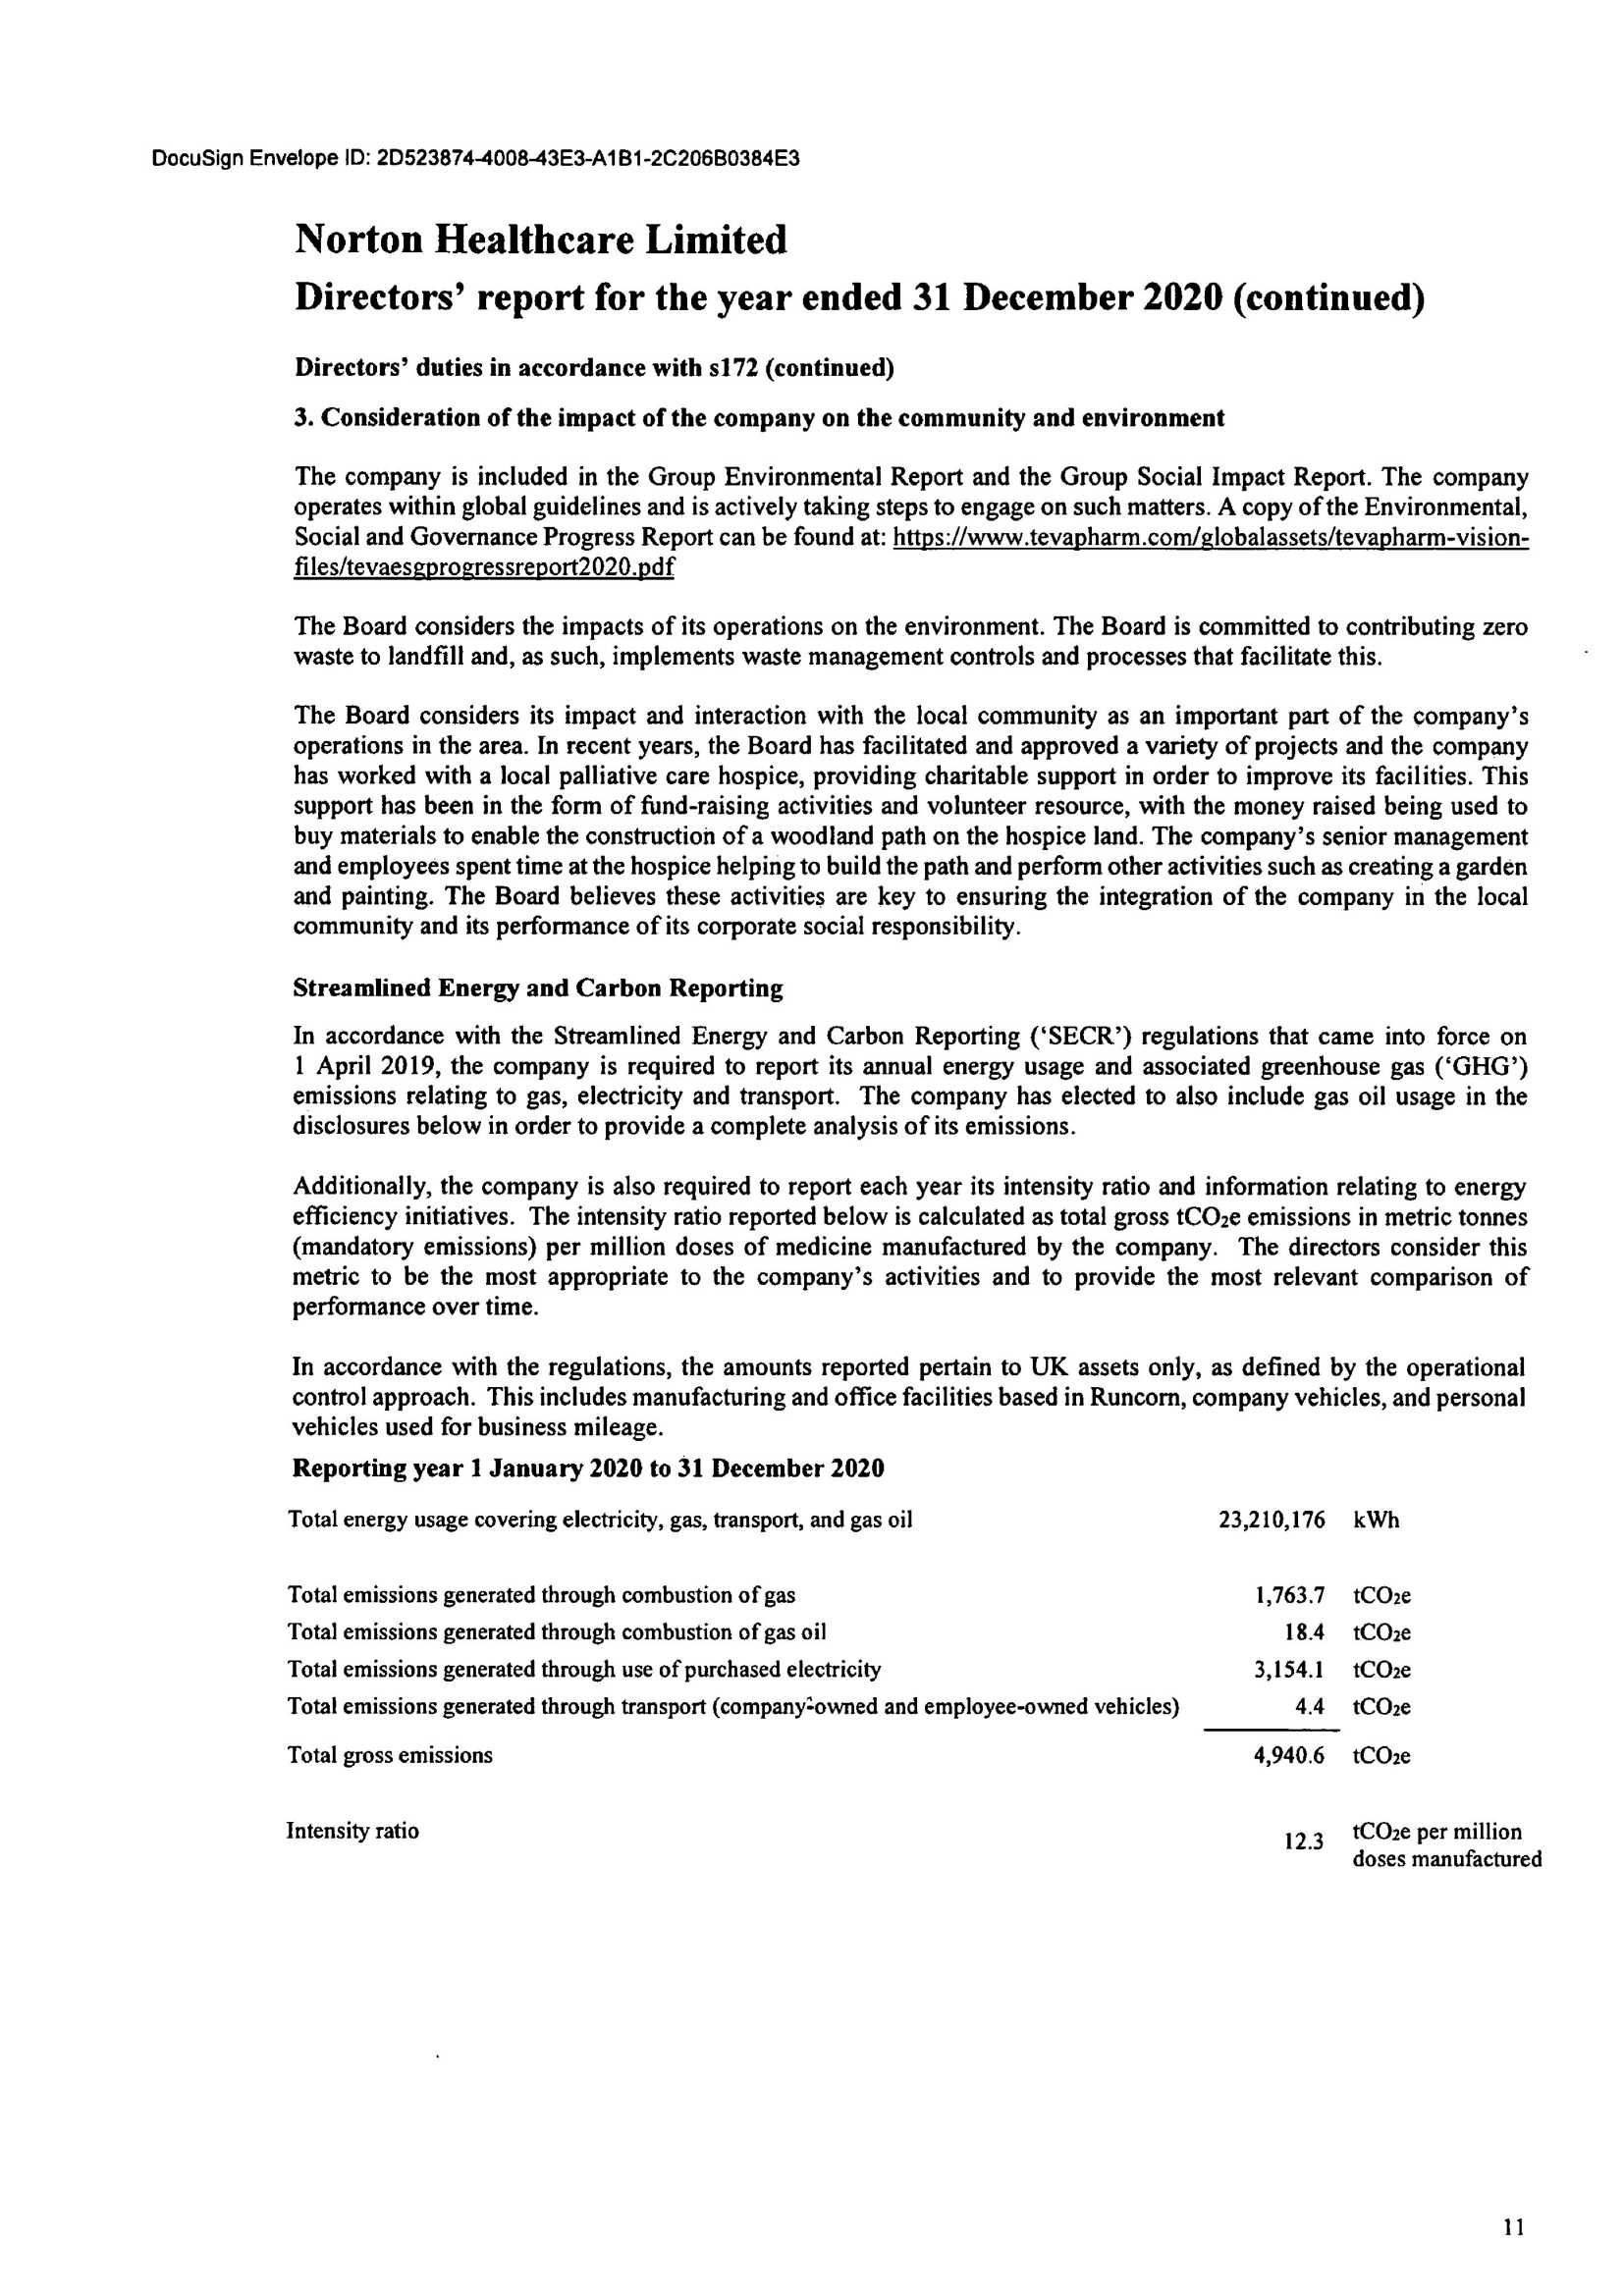 DocuSign Envelope ID: 2D523874-4008-43E3-A1B1-2C206B0384E3
Norton Healthcare Limited
Directors' report for the year ended 31 December 2020 (continued)
Directors' duties in accordance with s172 (continued)
3. Consideration of the impact of the company on the community and environment
The company is included in the Group Environmental Report and the Group Social Impact Report. The company
operates within global guidelines and is actively taking steps to engage on such matters. A copy of the Environmental,
Social and Governance Progress Report can be found at: https://www.tevapharm.com/globalassets/tevapharm-vision-
files/tevaesgprogressreport2020.pdf
The Board considers the impacts of its operations on the environment. The Board is committed to contributing zero
waste to landfill and, as such, implements waste management controls and processes that facilitate this.
The Board considers its impact and interaction with the local community as an important part of the company's
operations in the area. In recent years, the Board has facilitated and approved a variety of projects and the company
has worked with a local palliative care hospice, providing charitable support in order to improve its facilities. This
support has been in the form of fund-raising activities and volunteer resource, with the money raised being used to
buy materials to enable the construction of a woodland path on the hospice land. The company's senior management
and employees spent time at the hospice helping to build the path and perform other activities such as creating a garden
and painting. The Board believes these activities are key to ensuring the integration of the company in the local
community and its performance of its corporate social responsibility.
Streamlined Energy and Carbon Reporting
In accordance with the Streamlined Energy and Carbon Reporting ('SECR') regulations that came into force on
1 April 2019, the company is required to report its annual energy usage and associated greenhouse gas ('GHG')
emissions relating to gas, electricity and transport. The company has elected to also include gas oil usage in the
disclosures below in order to provide a complete analysis of its emissions.
Additionally, the company is also required to report each year its intensity ratio and information relating to energy
efficiency initiatives. The intensity ratio reported below is calculated as total gross tCO₂e emissions in metric tonnes
(mandatory emissions) per million doses of medicine manufactured by the company. The directors consider this
metric to be the most appropriate to the company's activities and to provide the most relevant comparison of
performance over time.
In accordance with the regulations, the amounts reported pertain to UK assets only, as defined by the operational
control approach. This includes manufacturing and office facilities based in Runcorn, company vehicles, and personal
vehicles used for business mileage.
Reporting year 1 January 2020 to 31 December 2020
Total energy usage covering electricity, gas, transport, and gas oil 23,210,176 kWh
Total emissions generated through combustion of gas 1,763.7 tCO₂e
Total emissions generated through combustion of gas oil 18.4 tCO₂e
Total emissions generated through use of purchased electricity 3,154.1 tCO₂e
Total emissions generated through transport (company-owned and employee-owned vehicles) 4.4 tCO₂e
Total gross emissions 4,940.6 tCO₂e
Intensity ratio 12.3 tCO₂e per million
doses manufactured
11